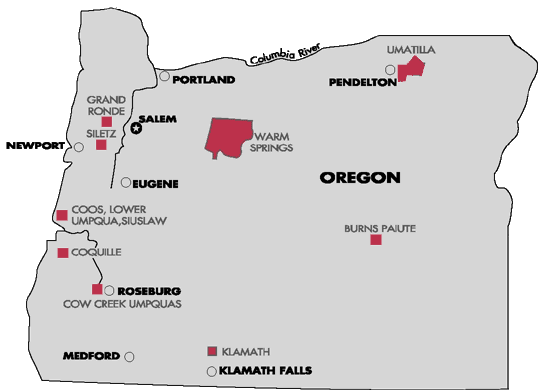 Columbia River
UMATILLA
PORTLAND
PENDELTON
GRAND
RONDE
SALEM
SILETZ
NEWPORT
WARM
SPRINGS
EUGENE
OREGON
COOS, LOWER
UMPQUA,SIUSLAW
BURNS PAIUTE
COQUILLE
ROSEBURG
COW CREEK UMPQUAS
KLAMATH
MEDFORD
KLAMATH FALLS